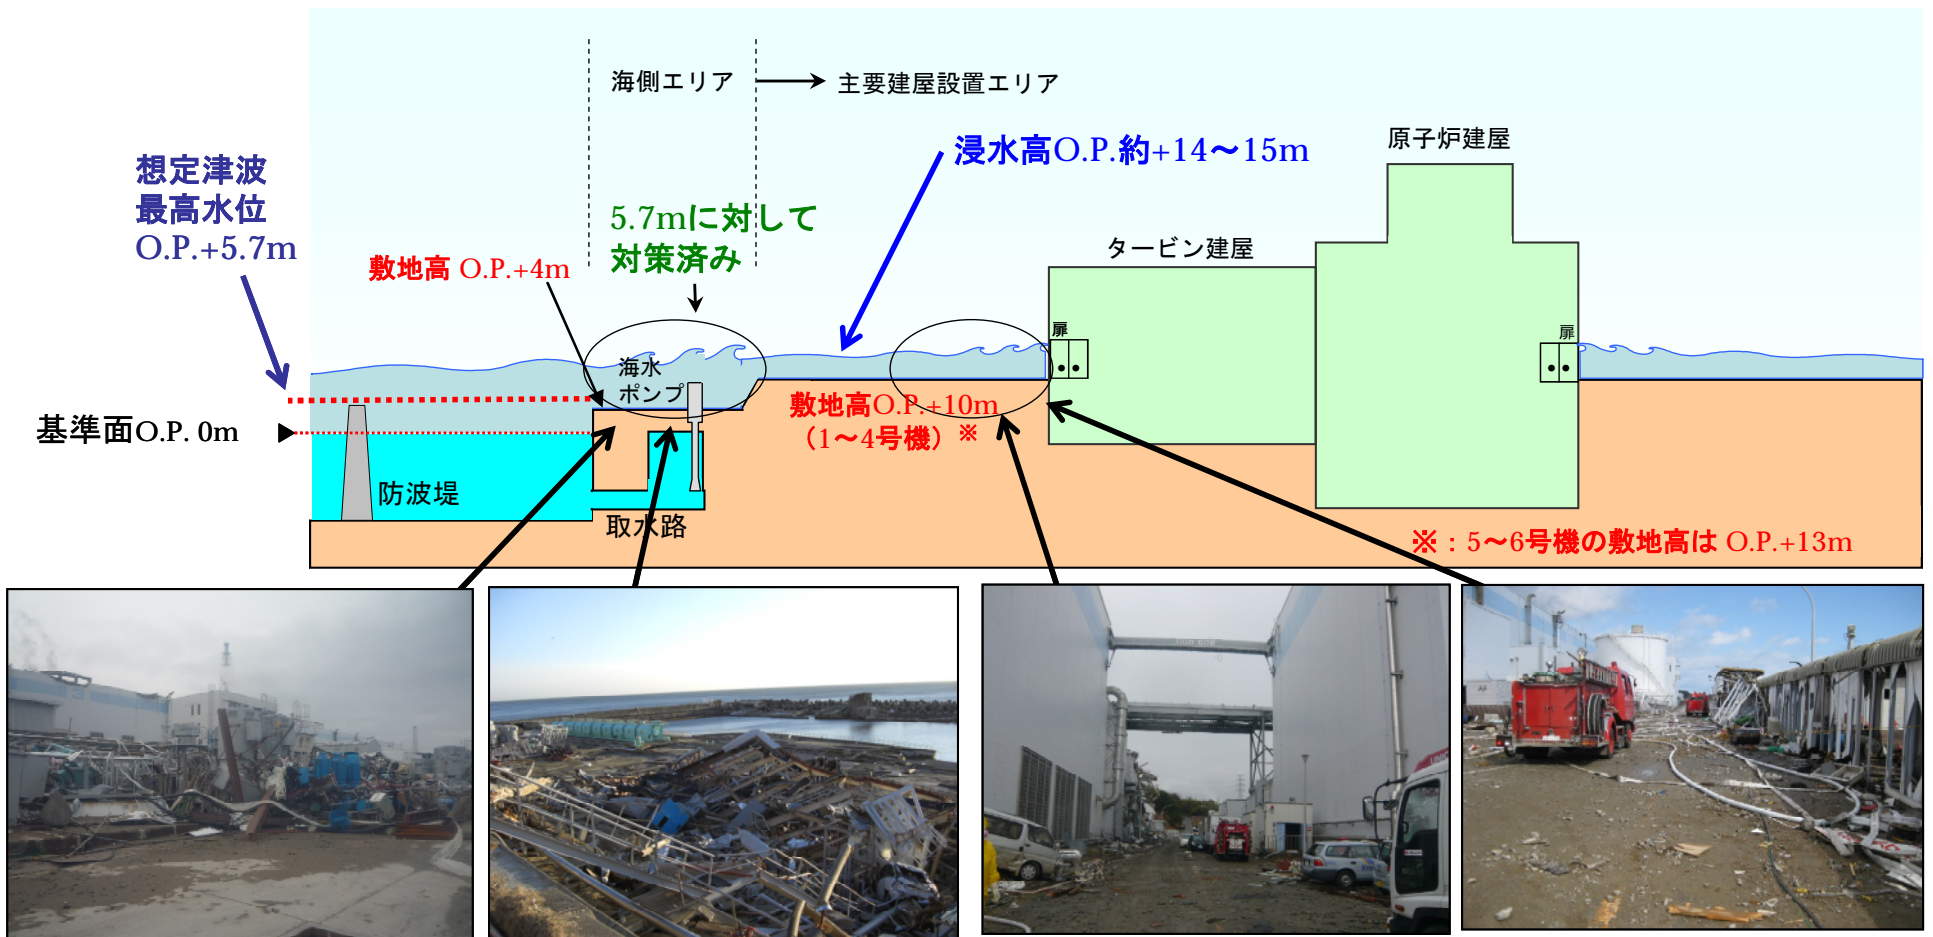 海側エリア
主要建屋設置エリア
浸水高O.P.約+14～15m
原子炉建屋
想定津波
最高水位
O.P.+5.7m
5.7mに対して
対策済み
敷地高 O.P.+4m
タービン建屋
扉
扉
海水
ポンプ
敷地高O.P.+10m
（1～4号機）※
基準面O.P. 0m
防波堤
取水路
※：5～6号機の敷地高は O.P.+13m